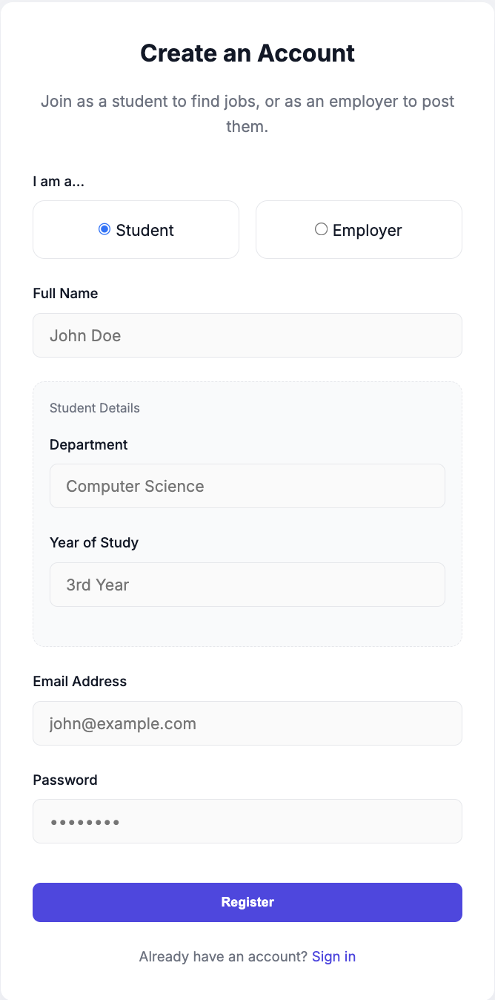 Create an Account
Join as a student to find jobs, or as an employer to post
them.
I am a...
Student
Employer
Full Name
John Doe
Student Details
Department
Computer Science
Year of Study
3rd Year
Email Address
john@example.com
Password
••••••••
Register
Already have an account? Sign in